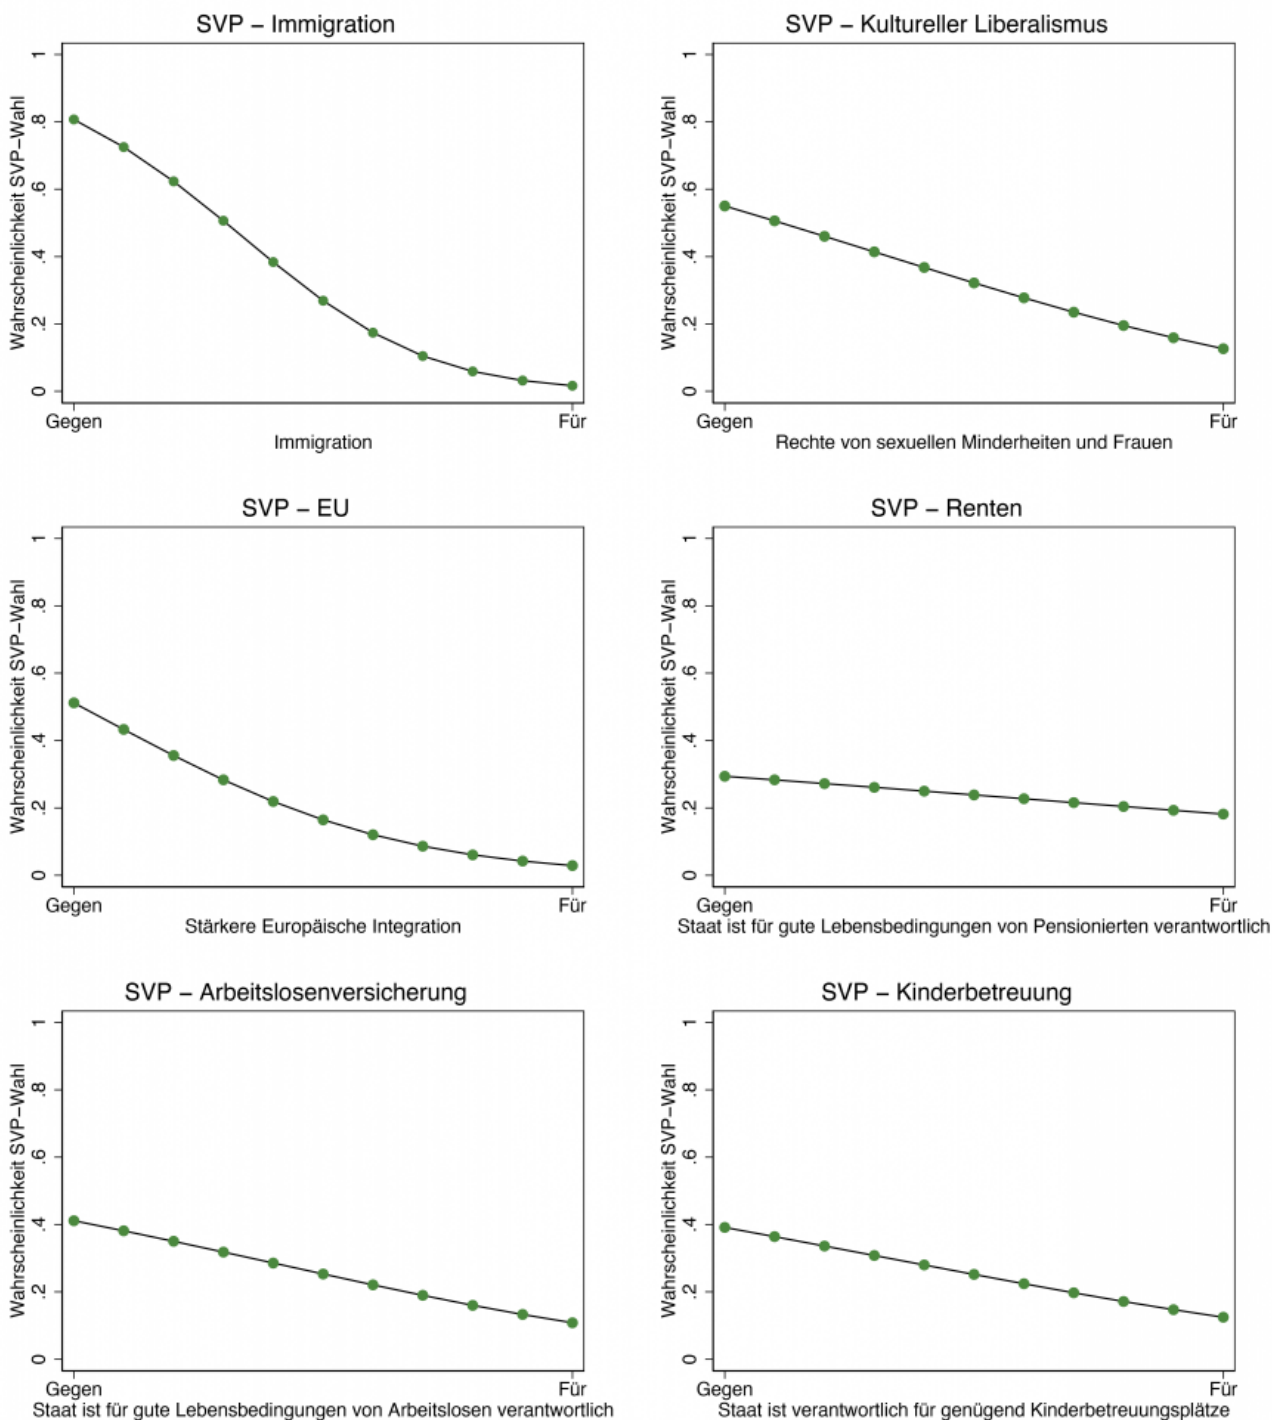 SVP – Immigration
Wahrscheinlichkeit SVP–Wahl
1
.8
.6
.4
.2
0
Gegen
Für
Immigration
SVP – Kultureller Liberalismus
Wahrscheinlichkeit SVP–Wahl
1
.8
.6
.4
.2
0
Gegen
Für
Rechte von sexuellen Minderheiten und Frauen
SVP – EU
Wahrscheinlichkeit SVP–Wahl
1
.8
.6
.4
.2
0
Gegen
Für
Stärkere Europäische Integration
SVP – Renten
Wahrscheinlichkeit SVP–Wahl
1
.8
.6
.4
.2
0
Gegen
Für
Staat ist für gute Lebensbedingungen von Pensionierten verantwortlich
SVP – Arbeitslosenversicherung
Wahrscheinlichkeit SVP–Wahl
1
.8
.6
.4
.2
0
Gegen
Für
Staat ist für gute Lebensbedingungen von Arbeitslosen verantwortlich
SVP – Kinderbetreuung
Wahrscheinlichkeit SVP–Wahl
1
.8
.6
.4
.2
0
Gegen
Für
Staat ist verantwortlich für genügend Kinderbetreuungsplätze